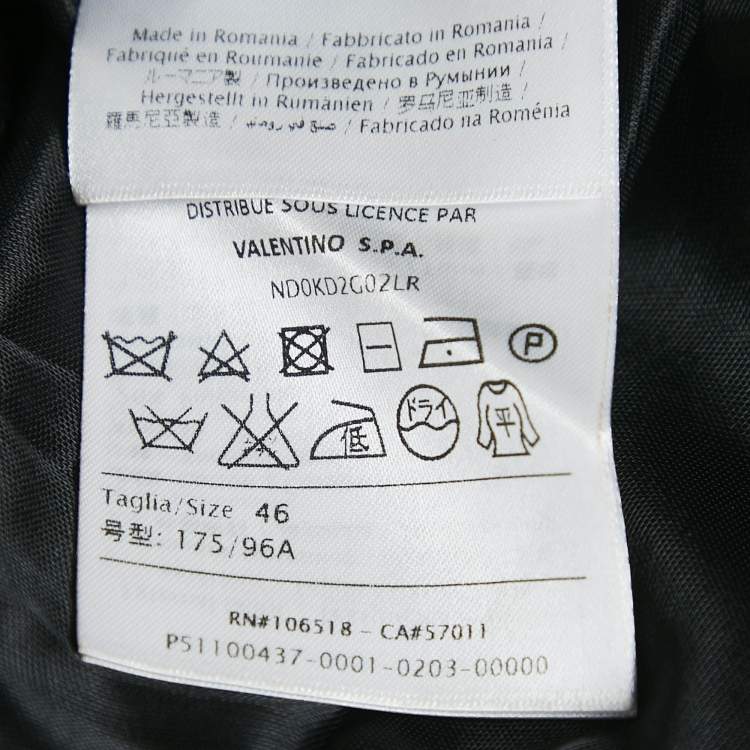 Made in Romania / Fabbricato in Romania /
Fabriqué en Roumanie / Fabricado en Romania /
ルーマニア製 / Произведено в Румынии /
Hergestellt in Rumänien / 罗马尼亚制造 /
羅馬尼亞製造 / صنع في رومانيا / Fabricado na Roménia
DISTRIBUE SOUS LICENCE PAR
VALENTINO S.P.A.
ND0KD2G02LR
P
低 ドライ 平
Taglia/Size 46
号型: 175/96A
RN#106518 - CA#57011
P51100437-0001-0203-00000